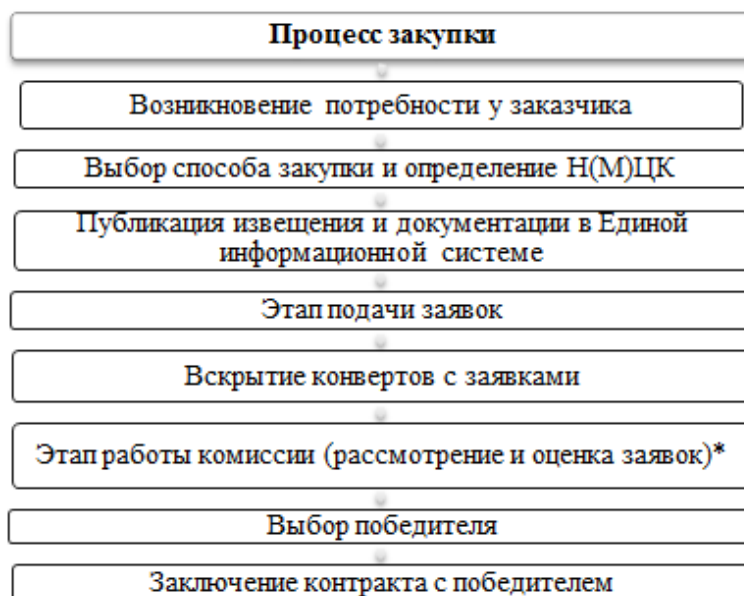 Процесс закупки
Возникновение потребности у заказчика
Выбор способа закупки и определение Н(М)ЦК
Публикация извещения и документации в Единой
информационной системе
Этап подачи заявок
Вскрытие конвертов с заявками
Этап работы комиссии (рассмотрение и оценка заявок)*
Выбор победителя
Заключение контракта с победителем